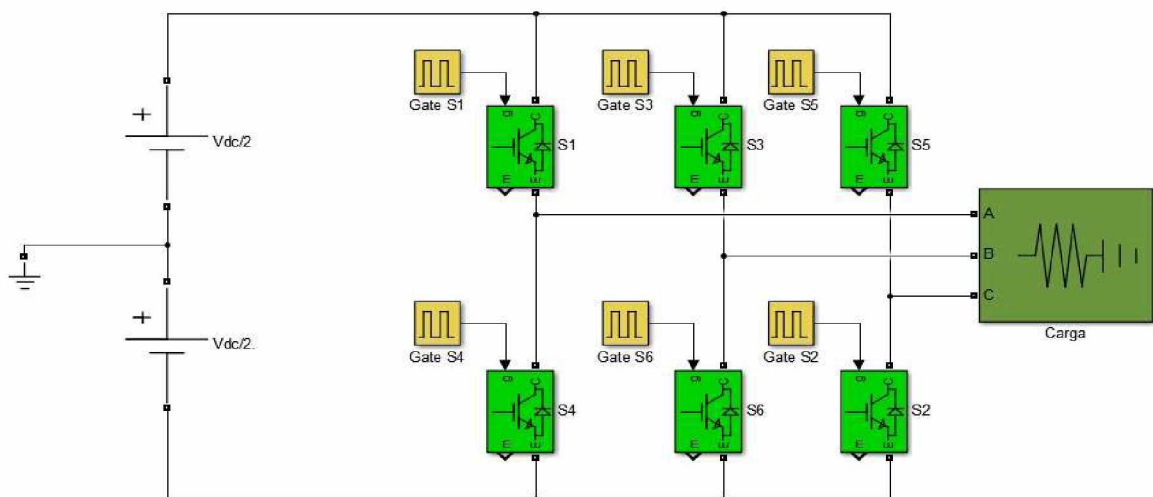 Gate S1
Gate S3
Gate S5
g
C
m
E
S1
g
C
m
E
S3
g
C
m
E
S5
+
Vdc/2
A
B
C
Carga
+
Vdc/2.
Gate S4
Gate S6
Gate S2
g
C
m
E
S4
g
C
m
E
S6
g
C
m
E
S2